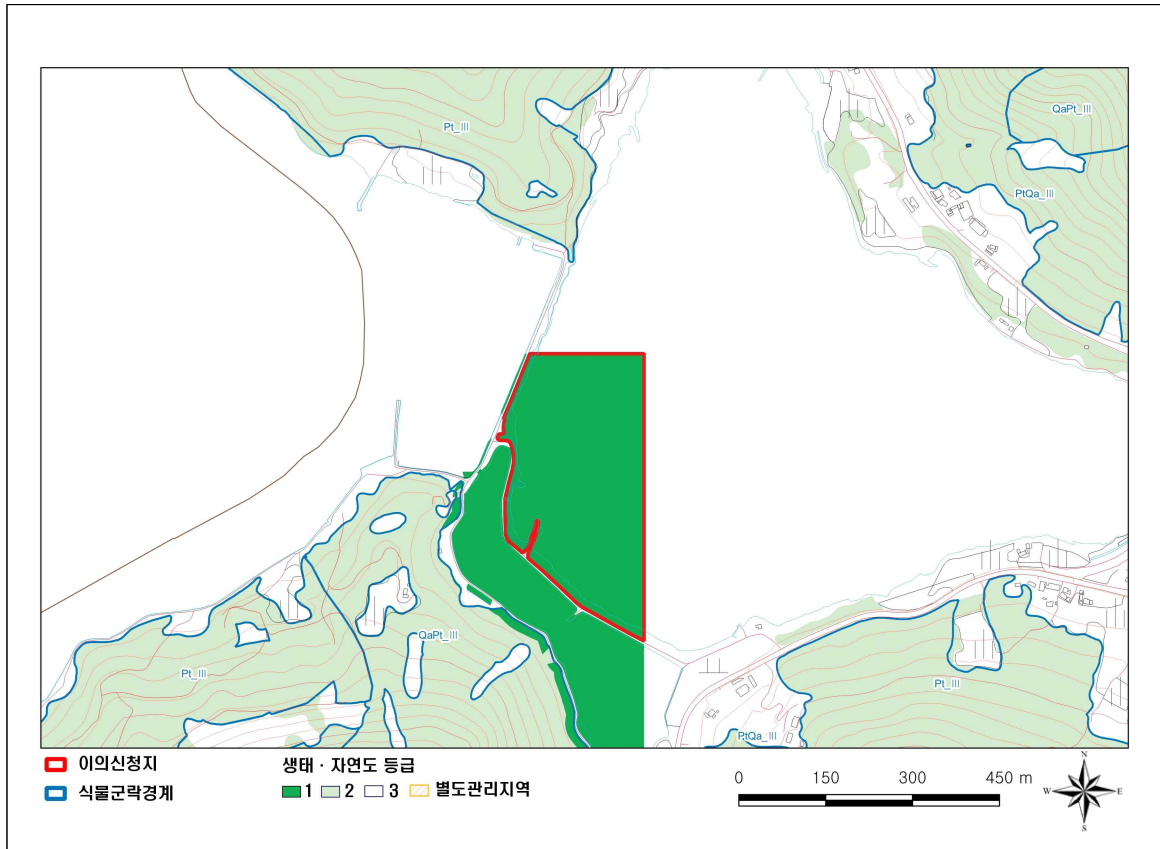 Pt_III
QaPt_III
PtQa_III
QaPt_III
Pt_III
Pt_III
PtQa_III
이의신청지
식물군락경계
생태 · 자연도 등급
1 2 3 별도관리지역
0 150 300 450 m
N
W E
S